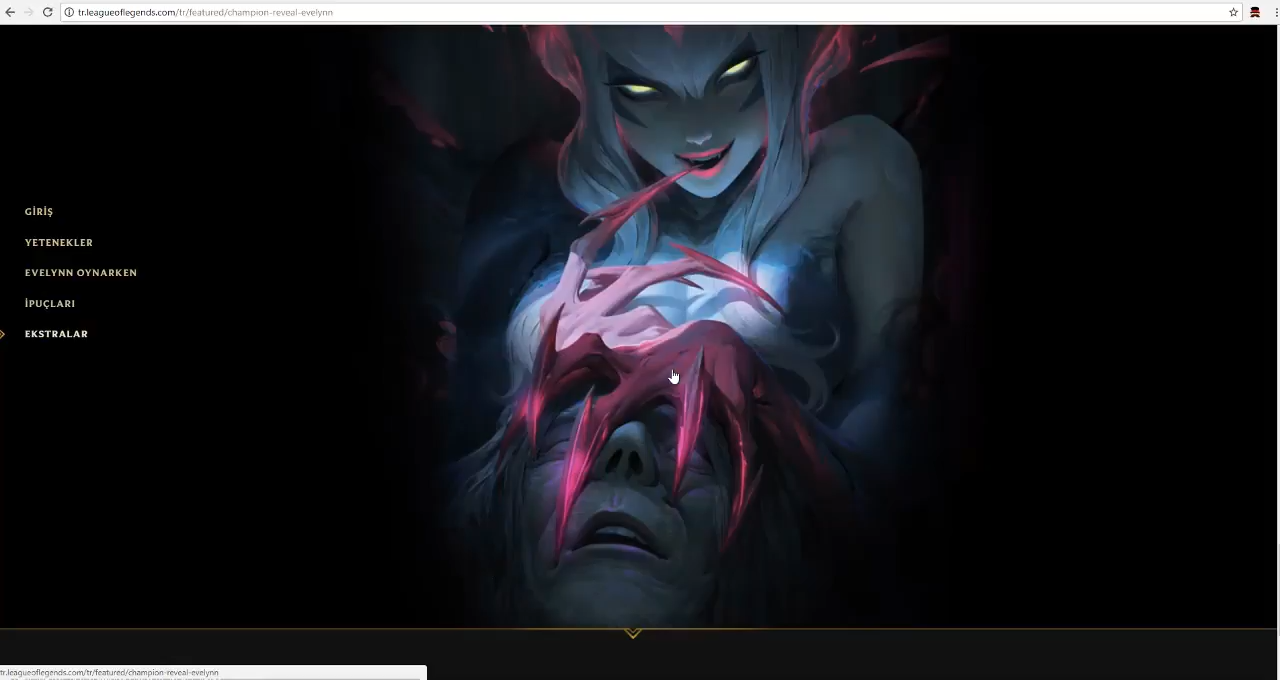 tr.leagueoflegends.com/tr/featured/champion-reveal-evelynn
GİRİŞ
YETENEKLER
EVELYNN OYNARKEN
İPUÇLARI
EKSTRALAR
tr.leagueoflegends.com/tr/featured/champion-reveal-evelynn